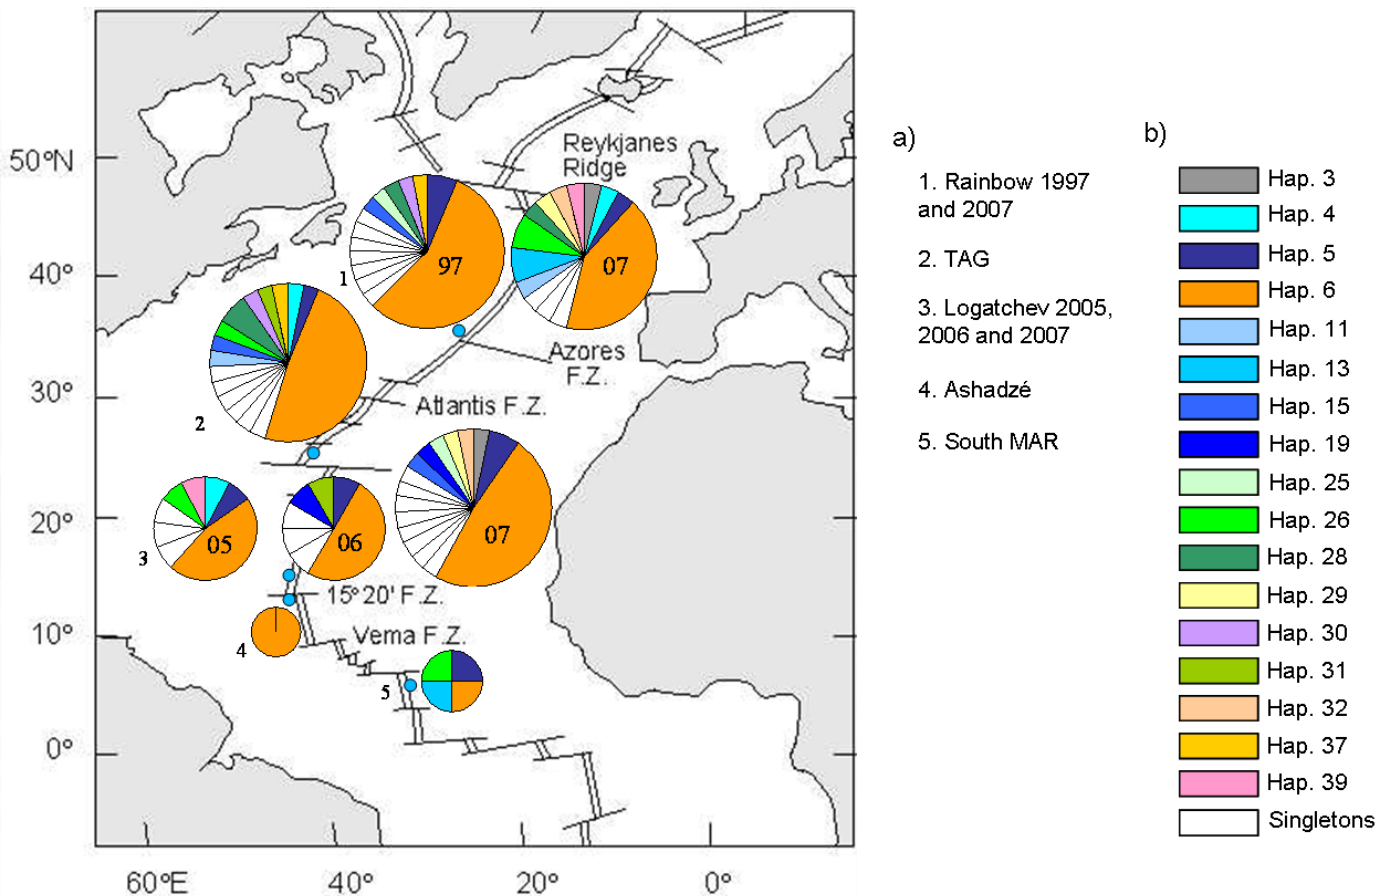 50°N
40°
30°
20°
10°
0°
60°E
40°
20°
0°
Reykjanes
Ridge
Azores
F.Z.
Atlantis F.Z.
15°20' F.Z.
Vema F.Z.
1
97
07
2
3
05
06
07
4
5
a)
1. Rainbow 1997
and 2007
2. TAG
3. Logatchev 2005,
2006 and 2007
4. Ashadzé
5. South MAR
b)
Hap. 3
Hap. 4
Hap. 5
Hap. 6
Hap. 11
Hap. 13
Hap. 15
Hap. 19
Hap. 25
Hap. 26
Hap. 28
Hap. 29
Hap. 30
Hap. 31
Hap. 32
Hap. 37
Hap. 39
Singletons